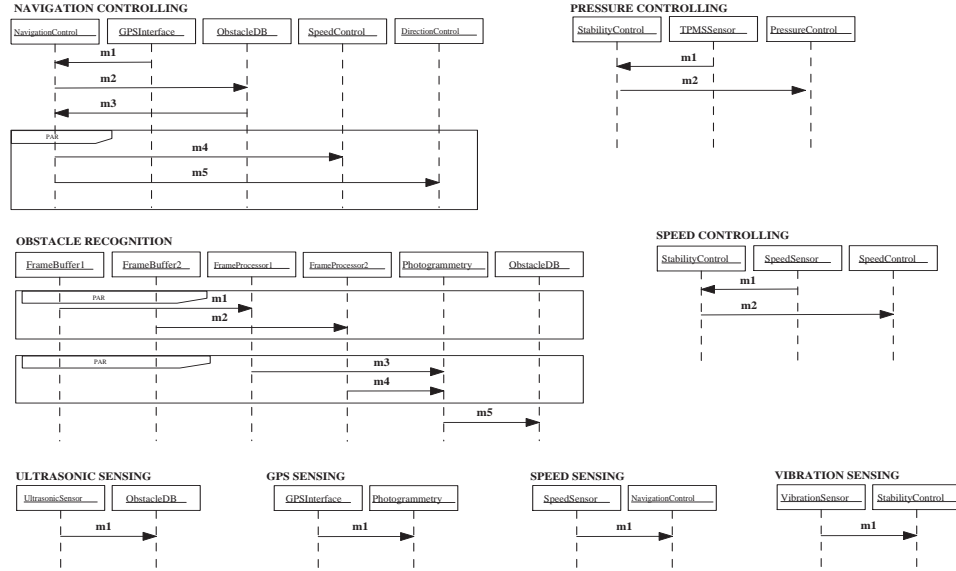 NAVIGATION CONTROLLING
NavigationControl GPSInterface ObstacleDB SpeedControl DirectionControl
m1
m2
m3
PAR
m4
m5
PRESSURE CONTROLLING
StabilityControl TPMSSensor PressureControl
m1
m2
OBSTACLE RECOGNITION
FrameBuffer1 FrameBuffer2 FrameProcessor1 FrameProcessor2 Photogrammetry ObstacleDB
PAR
m1
m2
PAR
m3
m4
m5
SPEED CONTROLLING
StabilityControl SpeedSensor SpeedControl
m1
m2
ULTRASONIC SENSING
UltrasonicSensor ObstacleDB
m1
GPS SENSING
GPSInterface Photogrammetry
m1
SPEED SENSING
SpeedSensor NavigationControl
m1
VIBRATION SENSING
VibrationSensor StabilityControl
m1